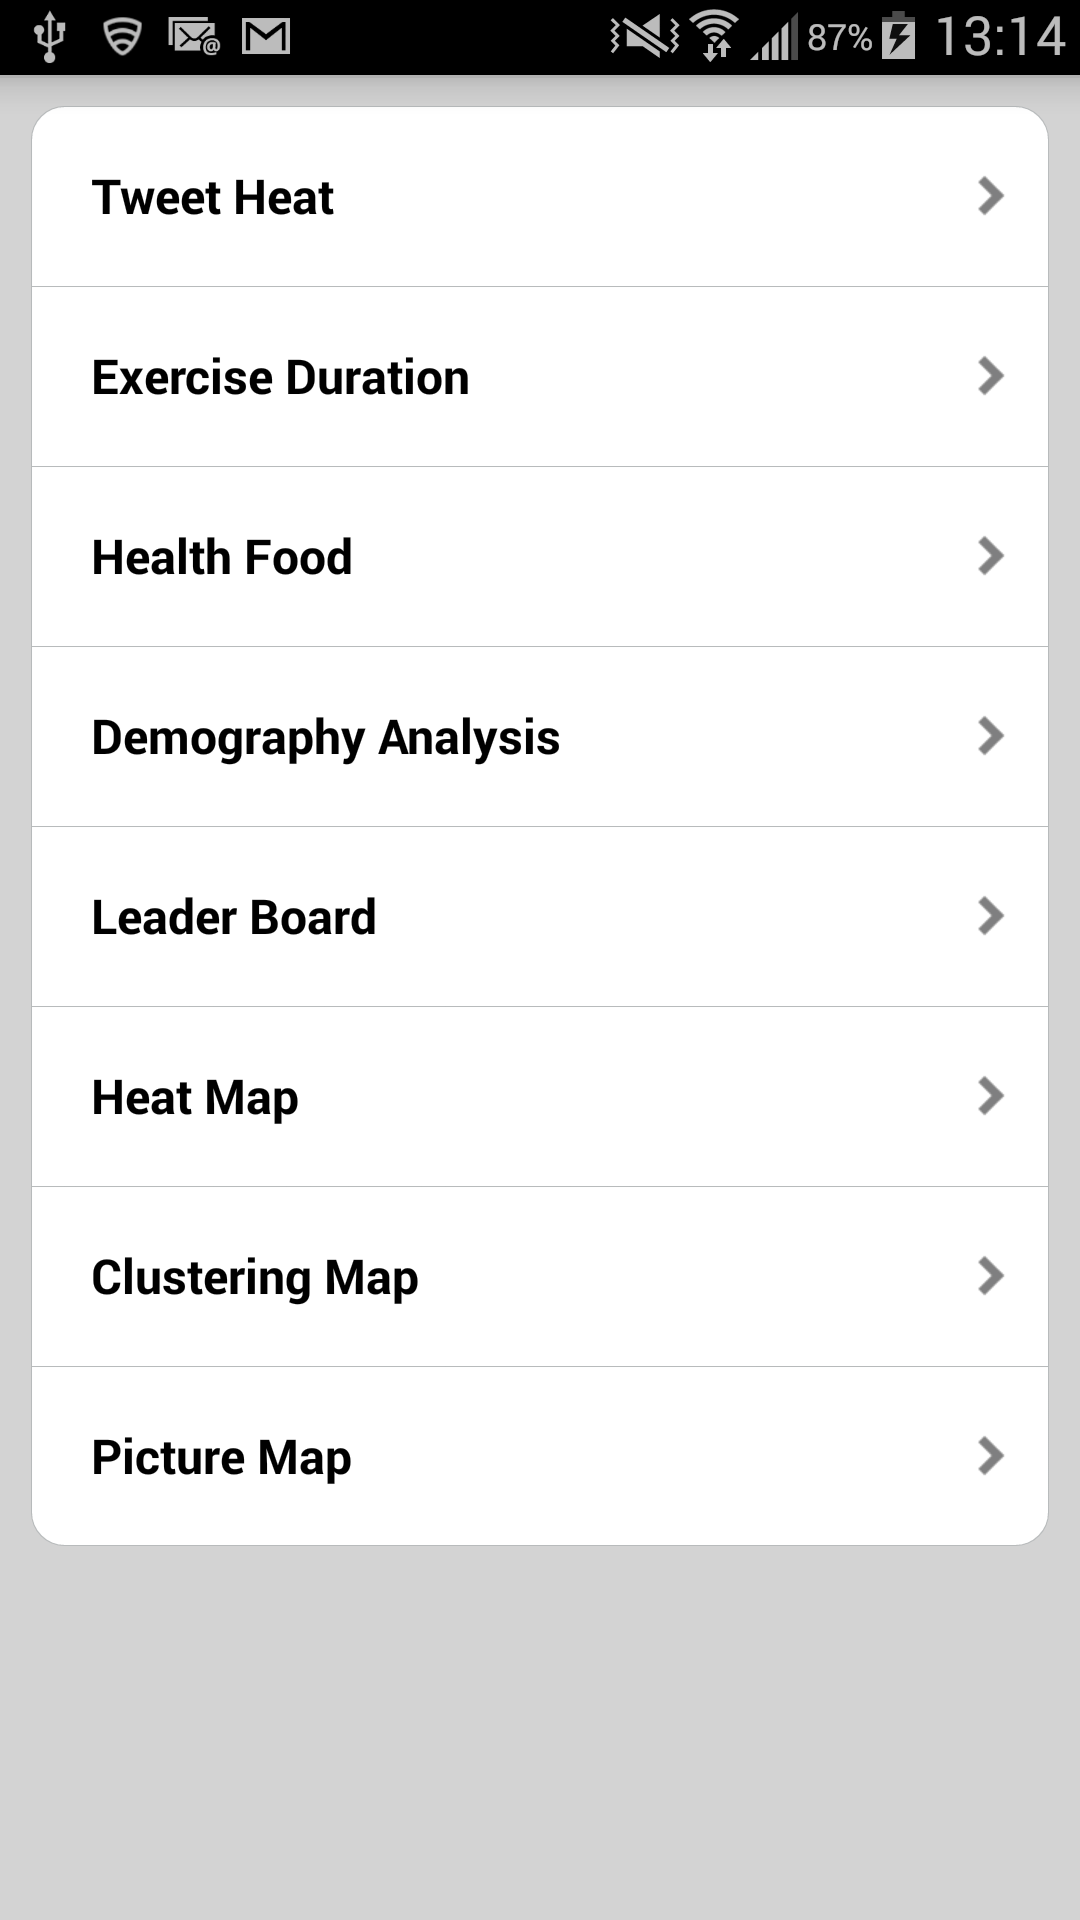 87% 13:14
Tweet Heat
Exercise Duration
Health Food
Demography Analysis
Leader Board
Heat Map
Clustering Map
Picture Map